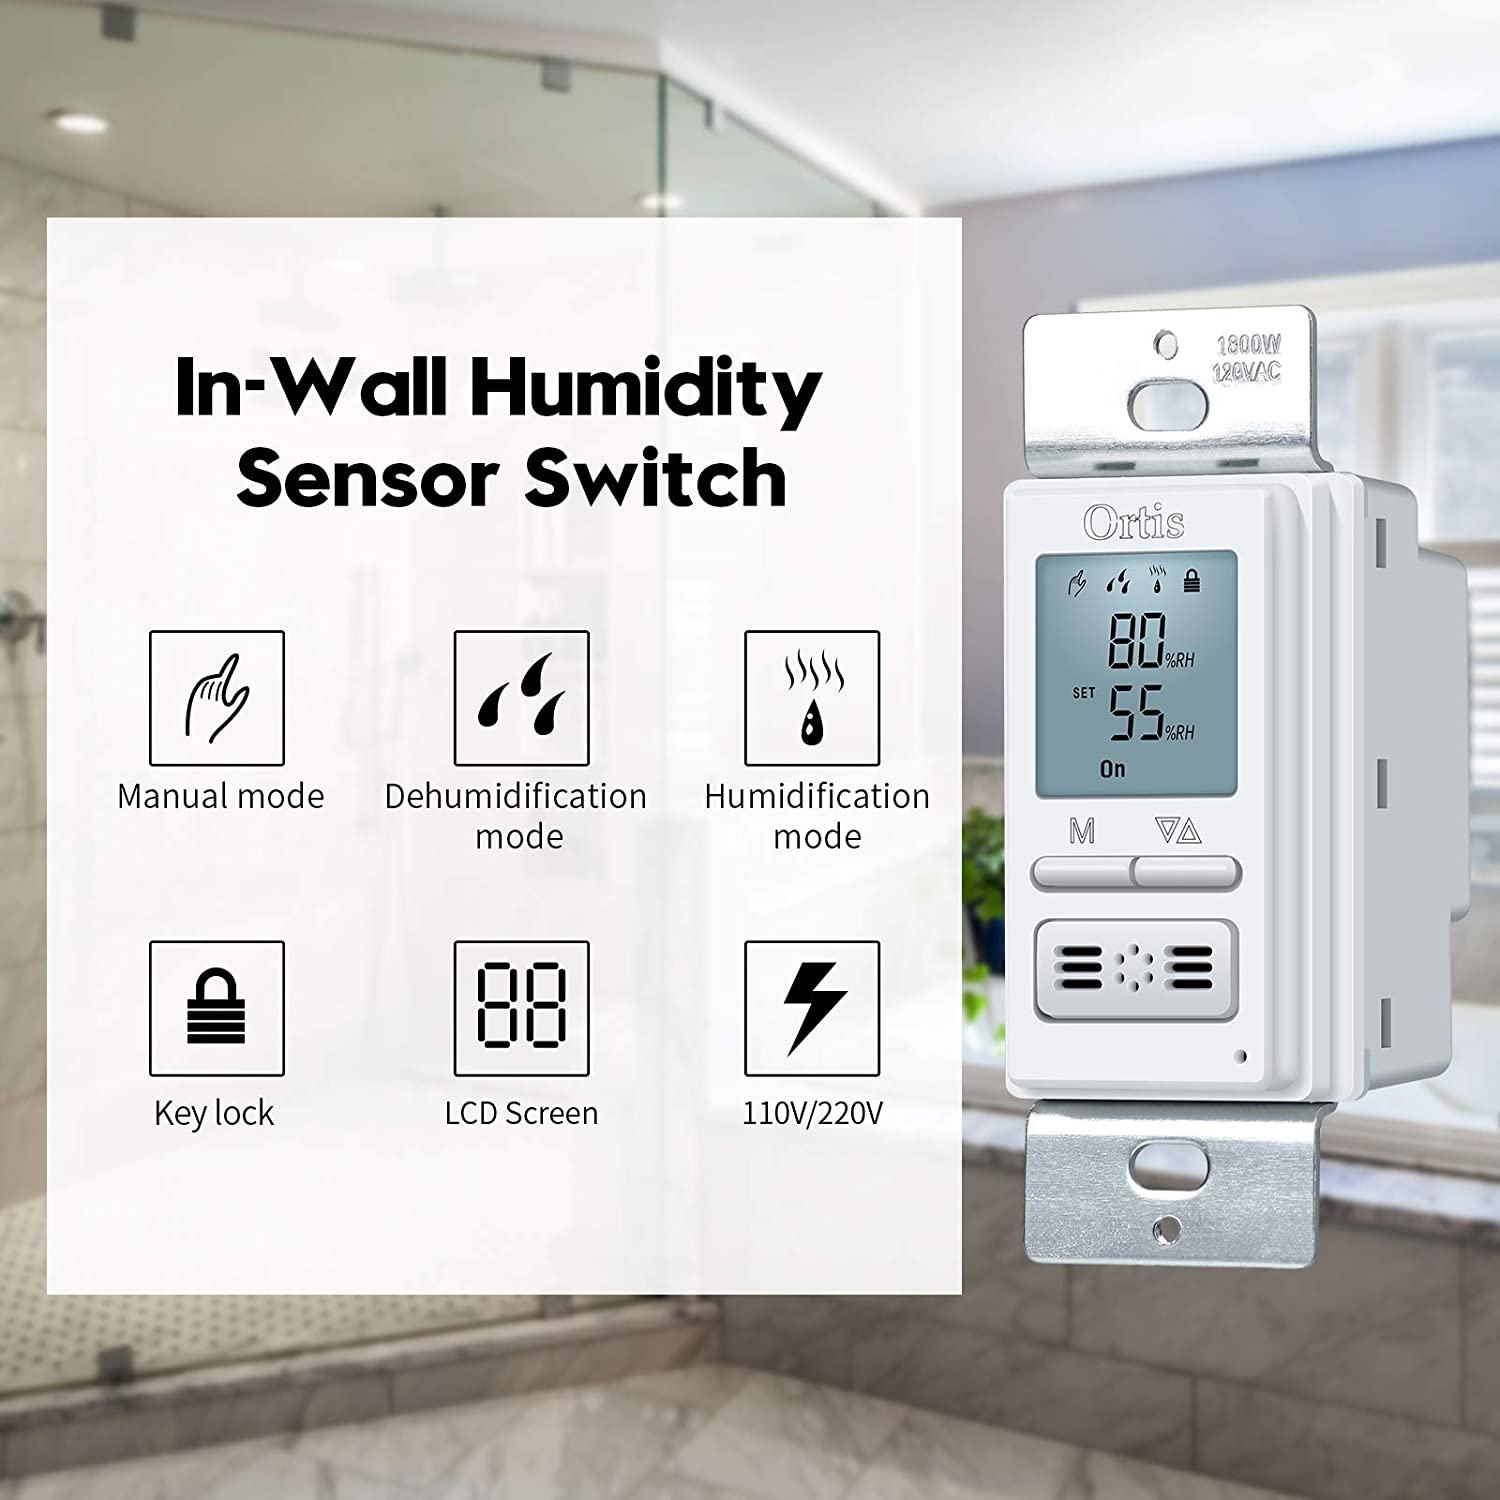 In-Wall Humidity
Sensor Switch
Manual mode
Dehumidification
mode
Humidification
mode
88
Key lock
LCD Screen
110V/220V
1800W
120VAC
Ortis
80 %RH
SET 55 %RH
On
M